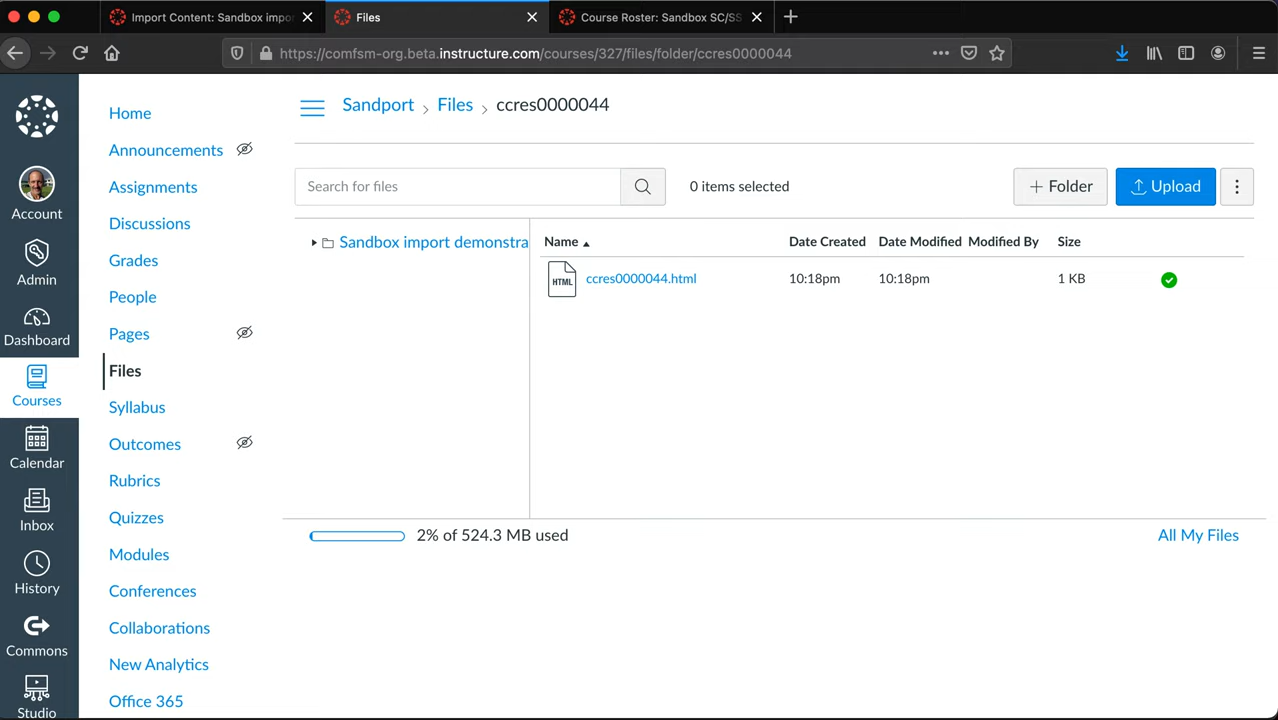 Import Content: Sandbox impor
Files
Course Roster: Sandbox SC/SS
https://comfsm-org.beta.instructure.com/courses/327/files/folder/ccres0000044
Account
Admin
Dashboard
Courses
Calendar
Inbox
History
Commons
Studio
Home
Announcements
Assignments
Discussions
Grades
People
Pages
Files
Syllabus
Outcomes
Rubrics
Quizzes
Modules
Conferences
Collaborations
New Analytics
Office 365
Sandport > Files > ccres0000044
Search for files
0 items selected
+ Folder
Upload
Sandbox import demonstra
Name Date Created Date Modified Modified By Size
HTML ccres0000044.html 10:18pm 10:18pm 1 KB
2% of 524.3 MB used
All My Files